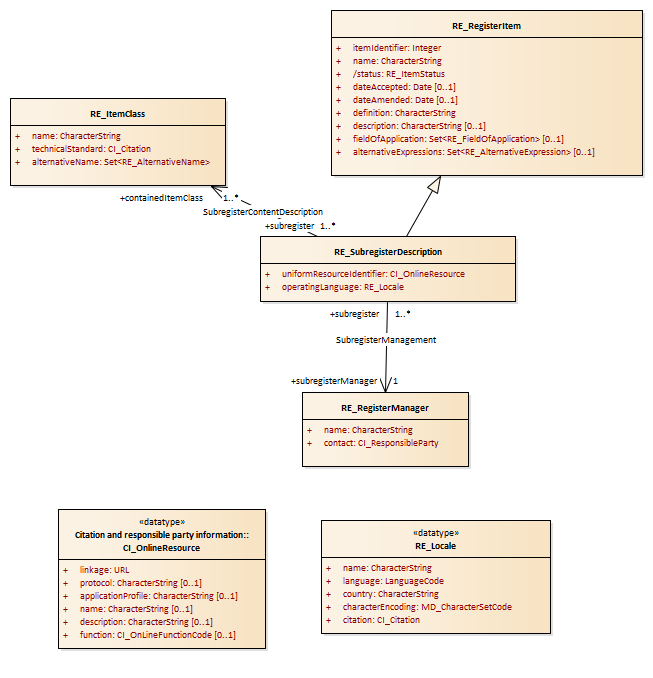 RE_RegisterItem
+ itemIdentifier: Integer
+ name: CharacterString
+ /status: RE_ItemStatus
+ dateAccepted: Date [0..1]
+ dateAmended: Date [0..1]
+ definition: CharacterString
+ description: CharacterString [0..1]
+ fieldOfApplication: Set<RE_FieldOfApplication> [0..1]
+ alternativeExpressions: Set<RE_AlternativeExpression> [0..1]
RE_ItemClass
+ name: CharacterString
+ technicalStandard: CI_Citation
+ alternativeName: Set<RE_AlternativeName>
+containedItemClass 1..*
SubregisterContentDescription
+subregister 1..*
RE_SubregisterDescription
+ uniformResourceIdentifier: CI_OnlineResource
+ operatingLanguage: RE_Locale
+subregister 1..*
SubregisterManagement
+subregisterManager 1
RE_RegisterManager
+ name: CharacterString
+ contact: CI_ResponsibleParty
«datatype»
Citation and responsible party information::
CI_OnlineResource
+ linkage: URL
+ protocol: CharacterString [0..1]
+ applicationProfile: CharacterString [0..1]
+ name: CharacterString [0..1]
+ description: CharacterString [0..1]
+ function: CI_OnLineFunctionCode [0..1]
«datatype»
RE_Locale
+ name: CharacterString
+ language: LanguageCode
+ country: CharacterString
+ characterEncoding: MD_CharacterSetCode
+ citation: CI_Citation